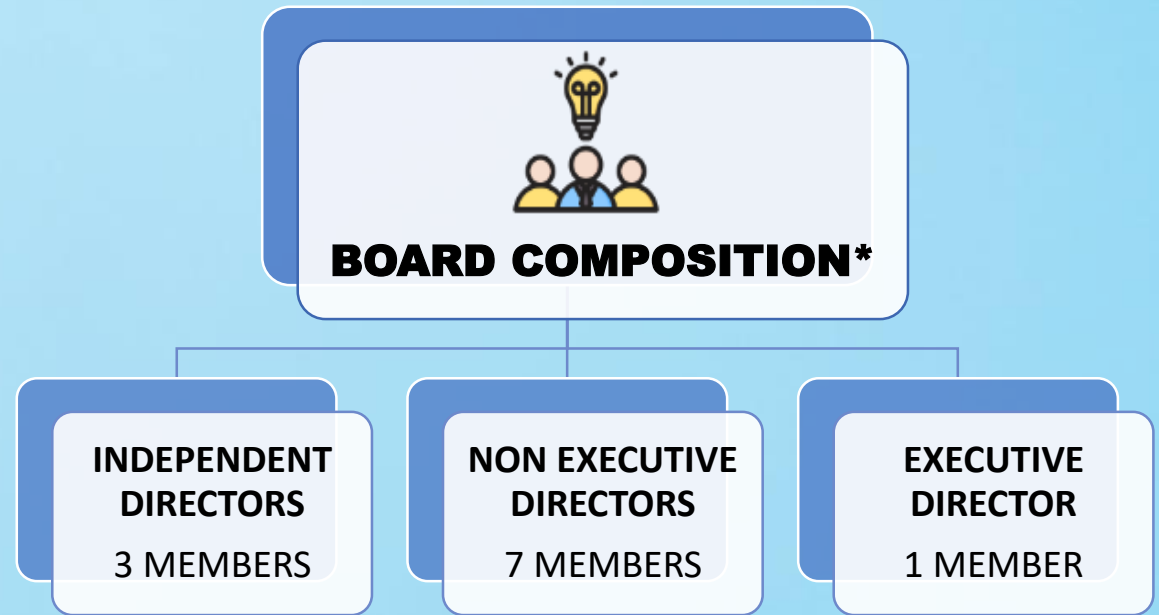 BOARD COMPOSITION*
INDEPENDENT
DIRECTORS
3 MEMBERS
NON EXECUTIVE
DIRECTORS
7 MEMBERS
EXECUTIVE
DIRECTOR
1 MEMBER